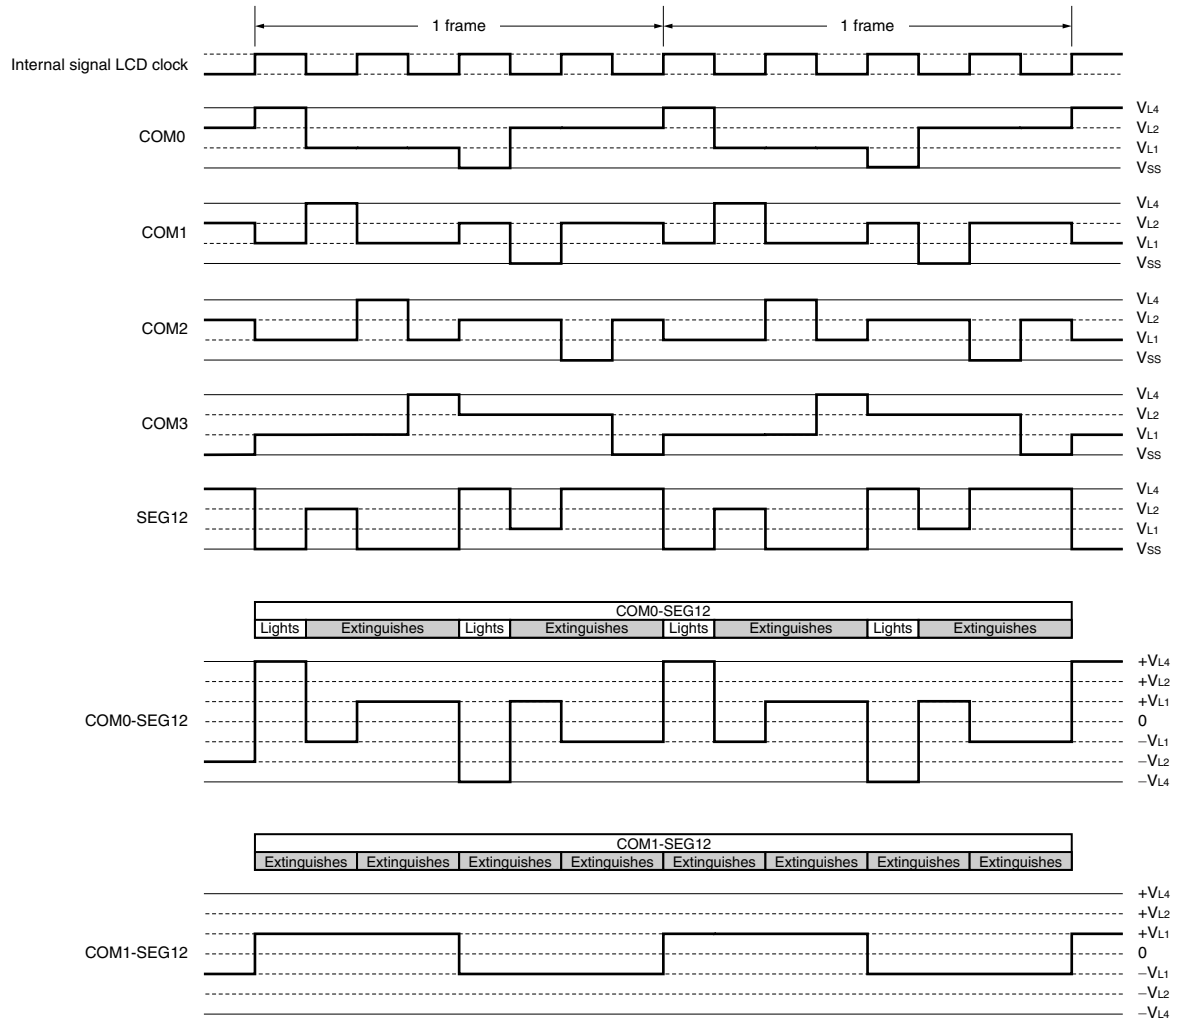 1 frame 1 frame
Internal signal LCD clock
COM0
VL4
VL2
VL1
VSS
COM1
VL4
VL2
VL1
VSS
COM2
VL4
VL2
VL1
VSS
COM3
VL4
VL2
VL1
VSS
SEG12
VL4
VL2
VL1
VSS
COM0-SEG12
Lights Extinguishes Lights Extinguishes Lights Extinguishes Lights Extinguishes
COM0-SEG12
+VL4
+VL2
+VL1
0
−VL1
−VL2
−VL4
COM1-SEG12
Extinguishes Extinguishes Extinguishes Extinguishes Extinguishes Extinguishes Extinguishes Extinguishes
COM1-SEG12
+VL4
+VL2
+VL1
0
−VL1
−VL2
−VL4